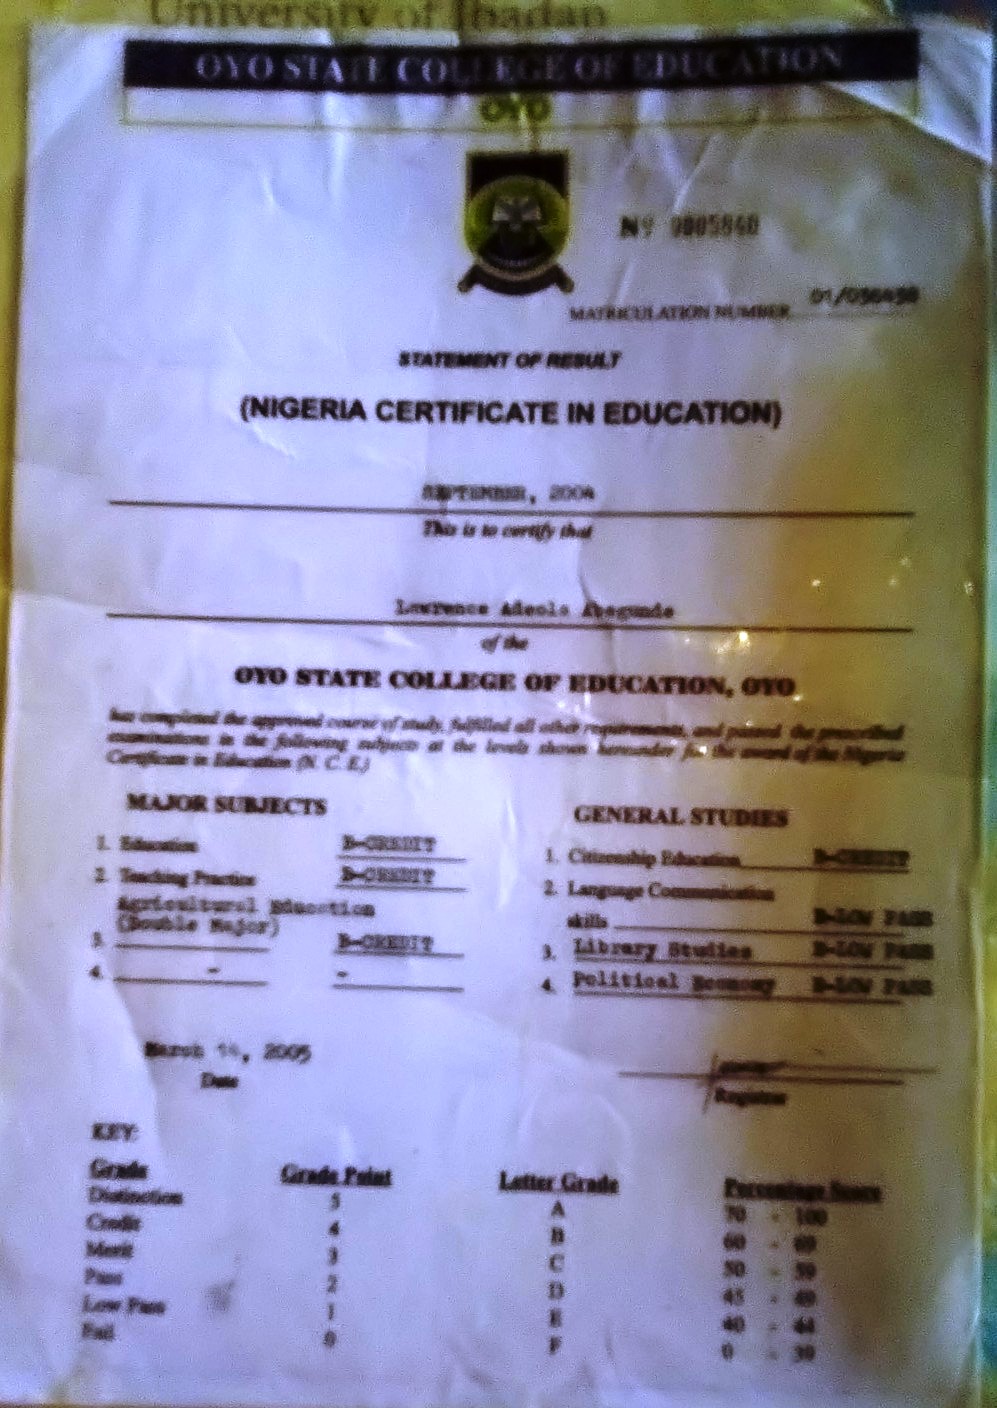 University of Ibadan
OYO STATE COLLEGE OF EDUCATION
OYO
Nº 0005840
MATRICULATION NUMBER 01/036438
STATEMENT OF RESULT
(NIGERIA CERTIFICATE IN EDUCATION)
SEPTEMBER, 2004
This is to certify that
Lawrence Adeola Abegunde
of the
OYO STATE COLLEGE OF EDUCATION, OYO
has completed the approved course of study, fulfilled all other requirements, and passed the prescribed
examinations in the following subjects at the levels shown hereunder for the award of the Nigeria
Certificate in Education (N. C. E.)
MAJOR SUBJECTS
1. Education B-CREDIT
2. Teaching Practice B-CREDIT
Agricultural Education
(Double Major)
3. B-CREDIT
4. - -
GENERAL STUDIES
1. Citizenship Education B-CREDIT
2. Language Communication
skills LOW PASS
3. Library Studies LOW PASS
4. Political Economy LOW PASS
March 2005
Date
Registrar
KEY:
Grade Grade Point Letter Grade Percentage Score
Distinction 5 A 70 - 100
Credit 4 B 60 - 69
Merit 3 C 50 - 59
Pass 2 D 45 - 49
Low Pass 1 E 40 - 44
Fail 0 F 0 - 39